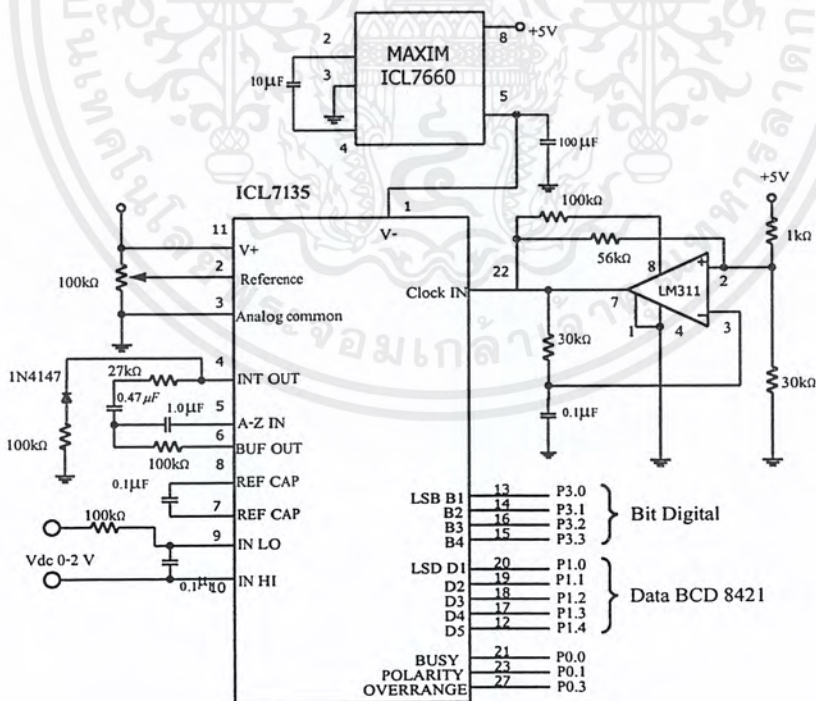 MAXIM
ICL7660
2
3
4
8
5
+5V
10µF
100µF
ICL7135
1
V-
11
V+
100kΩ
2
Reference
3
Analog common
4
INT OUT
1N4147
27kΩ
0.47µF
5
A-Z IN
1.0µF
6
BUF OUT
100kΩ
100kΩ
8
REF CAP
0.1µF
7
REF CAP
100kΩ
9
IN LO
Vdc 0-2 V
0.1µF
10
IN HI
+5V
1kΩ
100kΩ
56kΩ
22
Clock IN
8
+
2
LM311
7
−
3
1
4
30kΩ
0.1µF
30kΩ
LSB B1 13 P3.0
B2 14 P3.1
B3 16 P3.2
B4 15 P3.3
Bit Digital
LSD D1 20 P1.0
D2 19 P1.1
D3 18 P1.2
D4 17 P1.3
D5 12 P1.4
Data BCD 8421
BUSY 21 P0.0
POLARITY 23 P0.1
OVERRANGE 27 P0.3